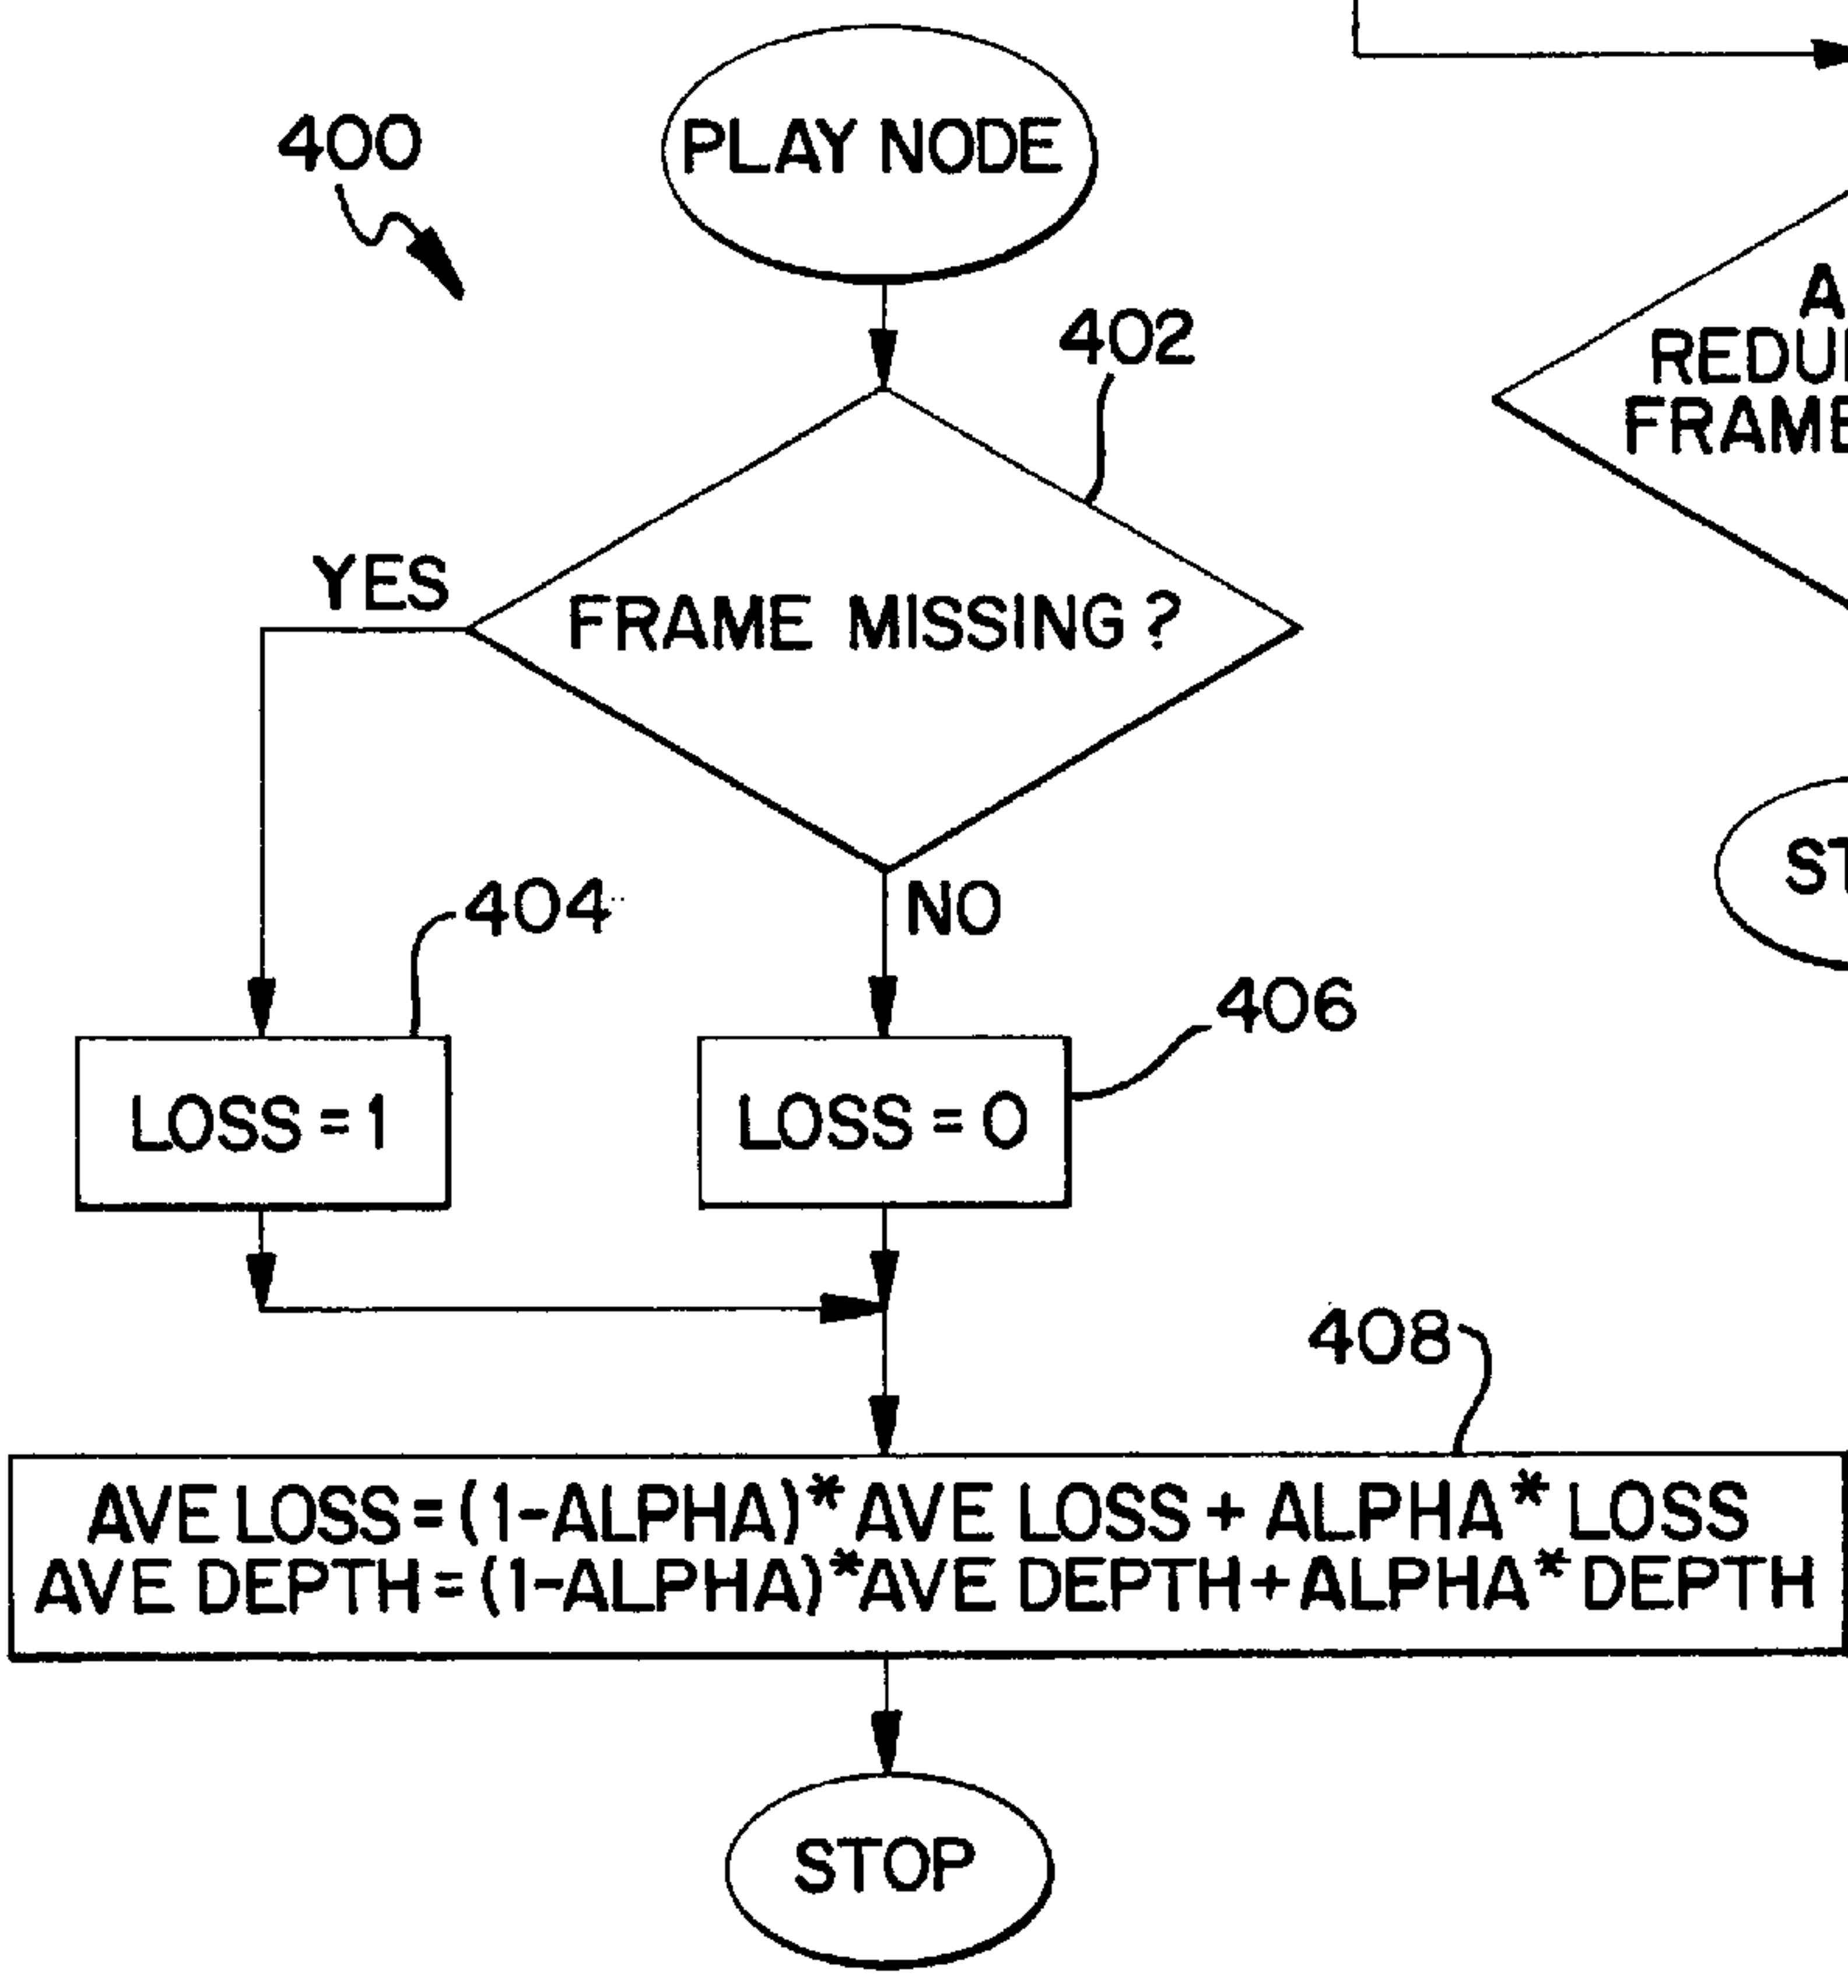 400
PLAY NODE
402
YES
FRAME MISSING?
NO
404
406
LOSS = 1
LOSS = 0
408
AVE LOSS = (1-ALPHA)* AVE LOSS + ALPHA* LOSS
AVE DEPTH = (1-ALPHA)* AVE DEPTH + ALPHA* DEPTH
STOP